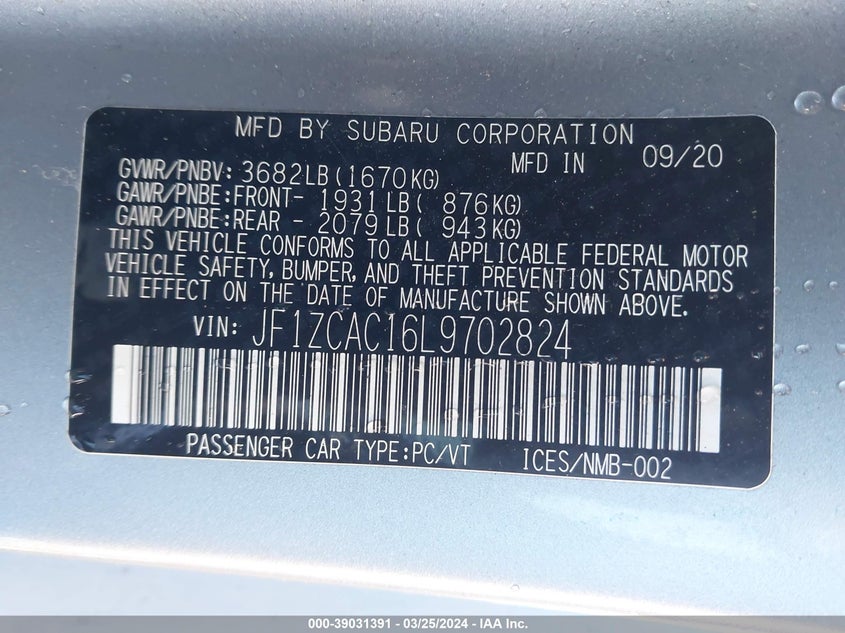 MFD BY SUBARU CORPORATION
MFD IN 09/20
GVWR/PNBV: 3682LB(1670KG)
GAWR/PNBE:FRONT- 1931LB( 876KG)
GAWR/PNBE:REAR - 2079LB( 943KG)
THIS VEHICLE CONFORMS TO ALL APPLICABLE FEDERAL MOTOR
VEHICLE SAFETY, BUMPER, AND THEFT PREVENTION STANDARDS
IN EFFECT ON THE DATE OF MANUFACTURE SHOWN ABOVE.
VIN: JF1ZCAC16L9702824
PASSENGER CAR TYPE:PC/VT ICES/NMB-002
000-39031391 - 03/25/2024 - IAA Inc.